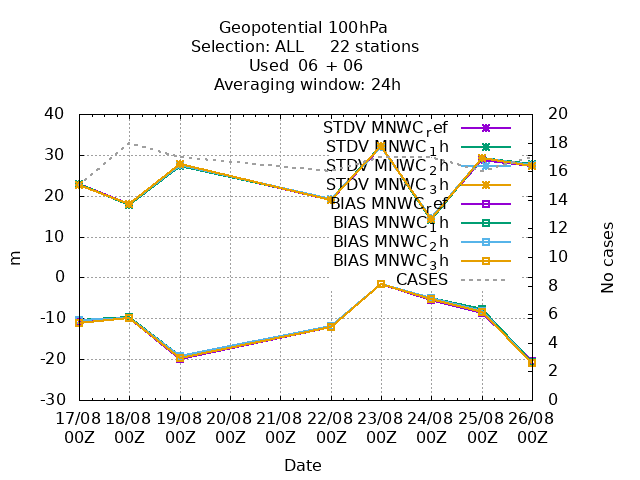 Geopotential 100hPa
Selection: ALL 22 stations
Used 06 + 06
Averaging window: 24h
40
30
20
10
0
-10
-20
-30
m
20
18
16
14
12
10
8
6
4
2
0
No cases
STDV MNWC_ref
STDV MNWC_1h
STDV MNWC_2h
STDV MNWC_3h
BIAS MNWC_ref
BIAS MNWC_1h
BIAS MNWC_2h
BIAS MNWC_3h
CASES
17/08 18/08 19/08 20/08 21/08 22/08 23/08 24/08 25/08 26/08
00Z 00Z 00Z 00Z 00Z 00Z 00Z 00Z 00Z 00Z
Date